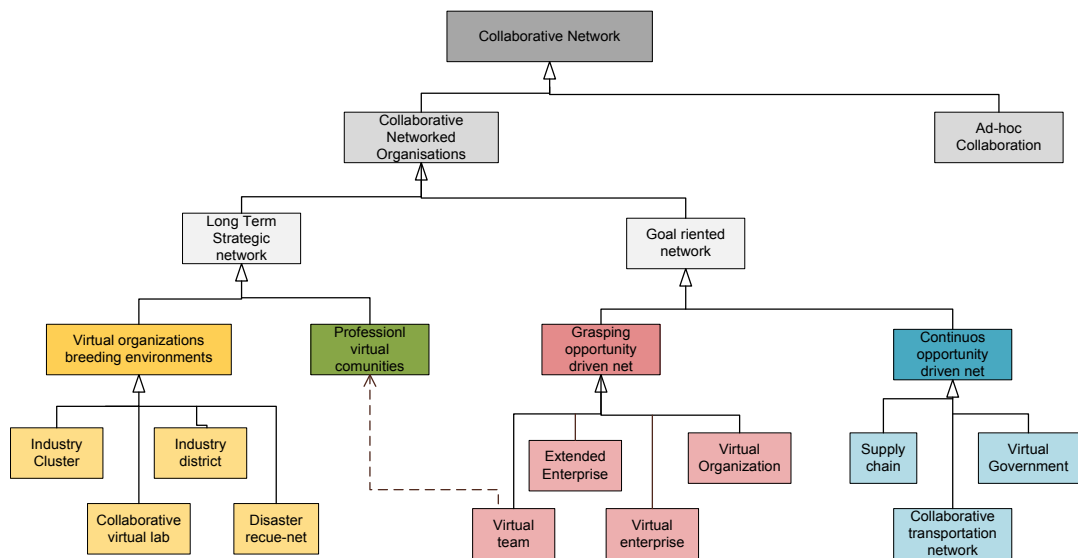 Collaborative Network
Collaborative
Networked
Organisations
Ad-hoc
Collaboration
Long Term
Strategic
network
Goal riented
network
Virtual organizations
breeding environments
Professionl
virtual
comunities
Grasping
opportunity
driven net
Continuos
opportunity
driven net
Industry
Cluster
Industry
district
Extended
Enterprise
Virtual
Organization
Supply
chain
Virtual
Government
Collaborative
virtual lab
Disaster
recue-net
Virtual
team
Virtual
enterprise
Collaborative
transportation
network